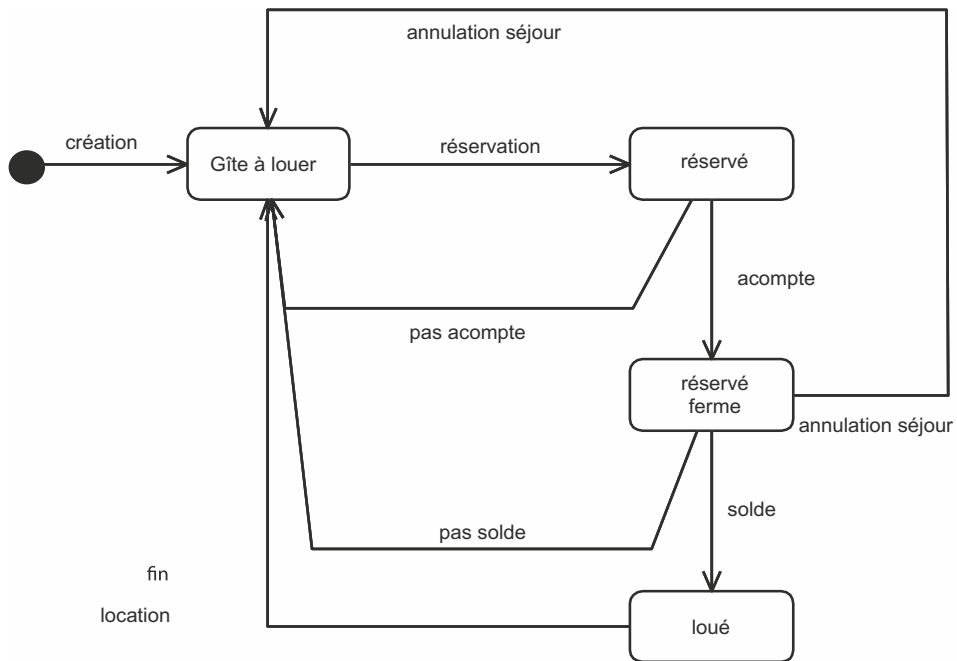 annulation séjour
création
réservation
Gîte à louer
réservé
acompte
pas acompte
réservé
ferme
annulation séjour
solde
pas solde
fin
location
loué